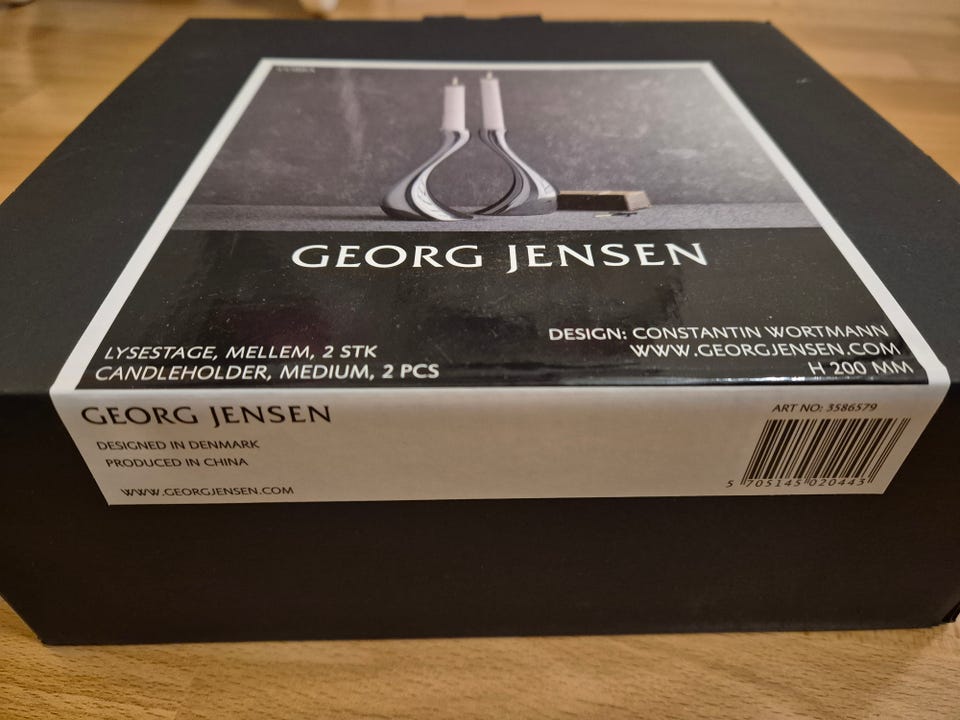 GEORG JENSEN
LYSESTAGE, MELLEM, 2 STK
CANDLEHOLDER, MEDIUM, 2 PCS
DESIGN: CONSTANTIN WORTMANN
WWW.GEORGJENSEN.COM
H 200 MM
GEORG JENSEN
DESIGNED IN DENMARK
PRODUCED IN CHINA
WWW.GEORGJENSEN.COM
ART NO: 3586579
5 705145 020443